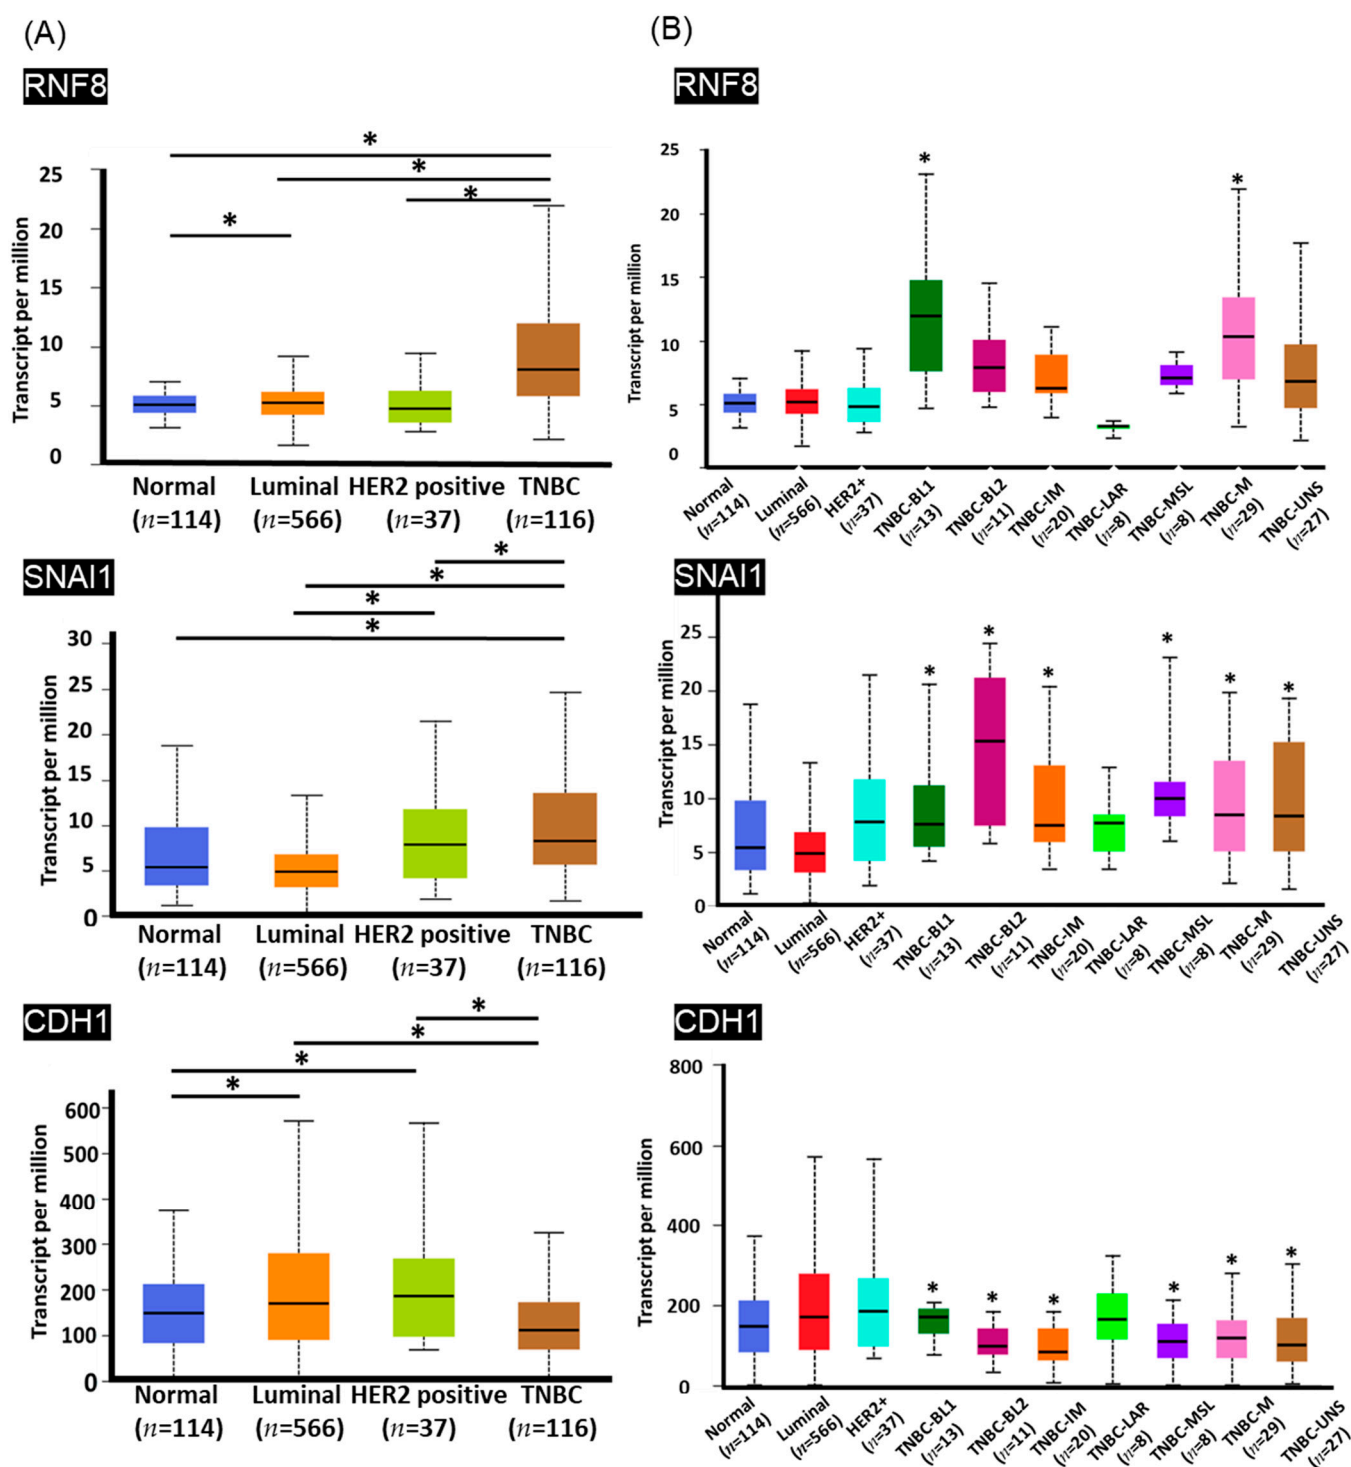 (A)
RNF8
*
*
*
*
25
20
15
10
5
0
Transcript per million
Normal Luminal HER2 positive TNBC
(n=114) (n=566) (n=37) (n=116)
SNAI1
*
*
*
*
30
25
20
15
10
5
0
Transcript per million
Normal Luminal HER2 positive TNBC
(n=114) (n=566) (n=37) (n=116)
CDH1
*
*
*
*
600
500
400
300
200
100
0
Transcript per million
Normal Luminal HER2 positive TNBC
(n=114) (n=566) (n=37) (n=116)
(B)
RNF8
* *
25
20
15
10
5
0
Transcript per million
Normal (n=114)
Luminal (n=566)
HER2+ (n=37)
TNBC-BL1 (n=13)
TNBC-BL2 (n=11)
TNBC-IM (n=20)
TNBC-LAR (n=8)
TNBC-MSL (n=8)
TNBC-M (n=29)
TNBC-UNS (n=27)
SNAI1
* * * * * *
25
20
15
10
5
0
Transcript per million
Normal (n=114)
Luminal (n=566)
HER2+ (n=37)
TNBC-BL1 (n=13)
TNBC-BL2 (n=11)
TNBC-IM (n=20)
TNBC-LAR (n=8)
TNBC-MSL (n=8)
TNBC-M (n=29)
TNBC-UNS (n=27)
CDH1
* * * * * *
800
600
400
200
0
Transcript per million
Normal (n=114)
Luminal (n=566)
HER2+ (n=37)
TNBC-BL1 (n=13)
TNBC-BL2 (n=11)
TNBC-IM (n=20)
TNBC-LAR (n=8)
TNBC-MSL (n=8)
TNBC-M (n=29)
TNBC-UNS (n=27)